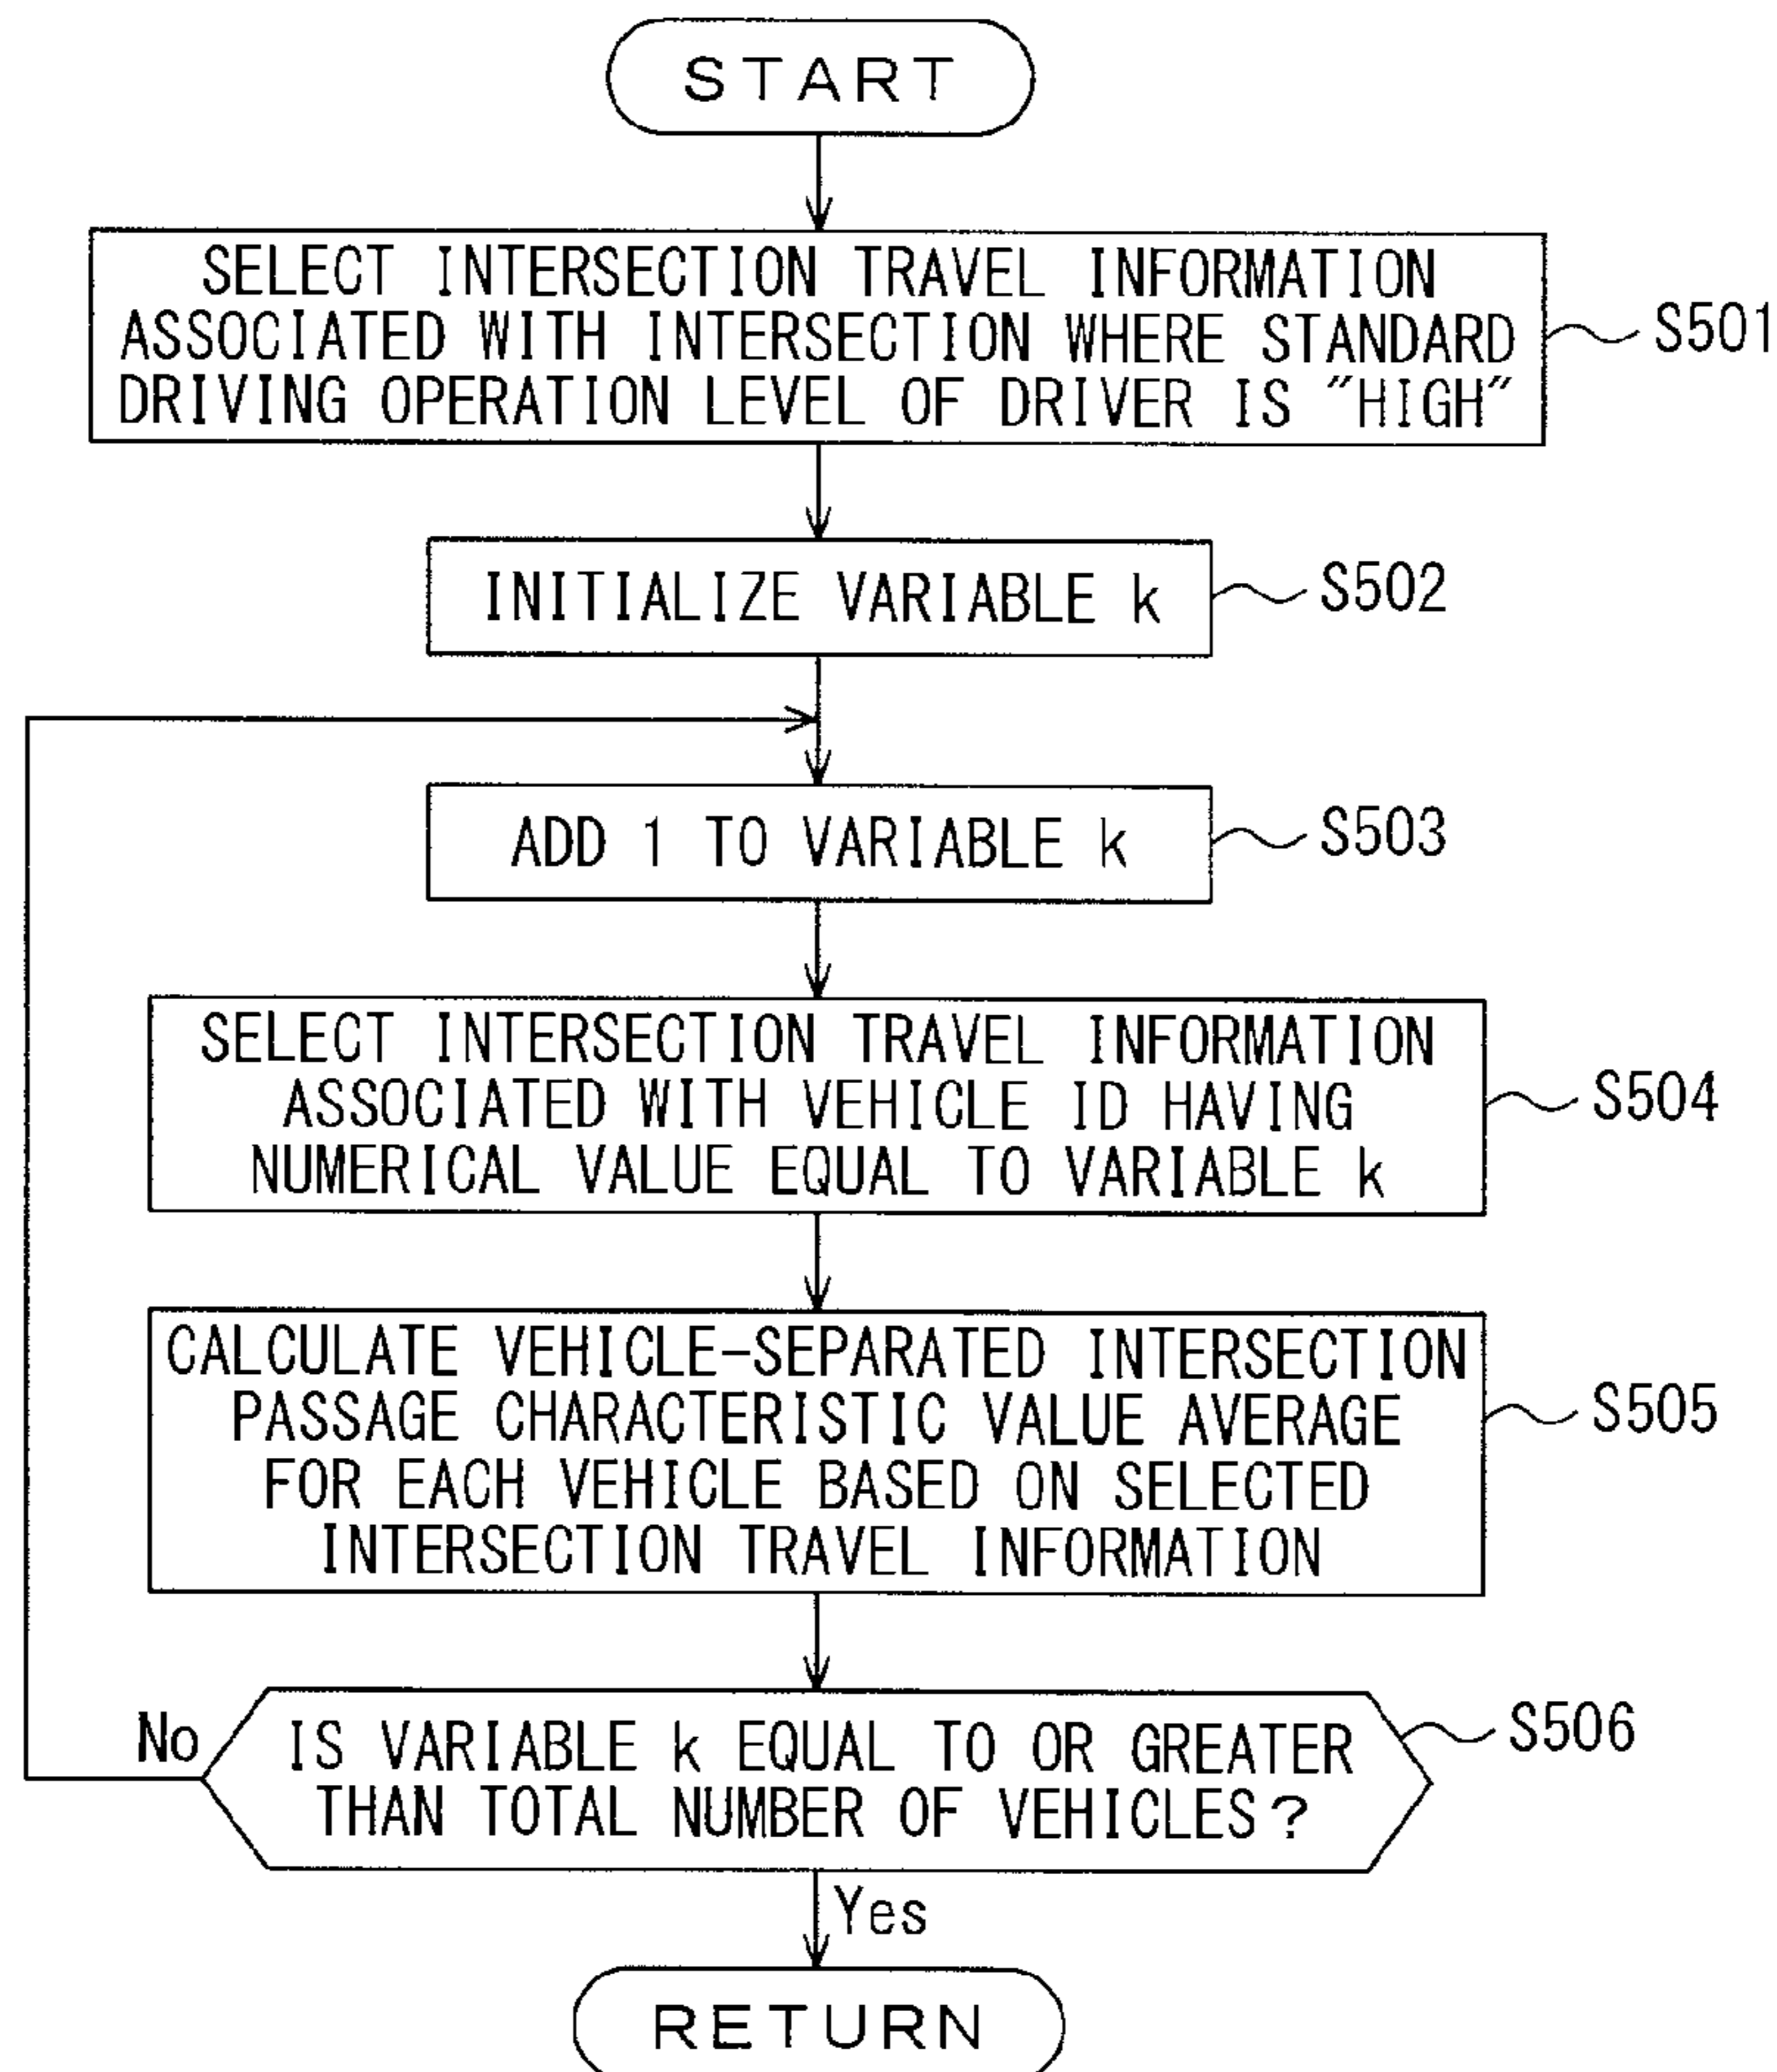 START
SELECT INTERSECTION TRAVEL INFORMATION
ASSOCIATED WITH INTERSECTION WHERE STANDARD
DRIVING OPERATION LEVEL OF DRIVER IS "HIGH"
S501
INITIALIZE VARIABLE k
S502
ADD 1 TO VARIABLE k
S503
SELECT INTERSECTION TRAVEL INFORMATION
ASSOCIATED WITH VEHICLE ID HAVING
NUMERICAL VALUE EQUAL TO VARIABLE k
S504
CALCULATE VEHICLE-SEPARATED INTERSECTION
PASSAGE CHARACTERISTIC VALUE AVERAGE
FOR EACH VEHICLE BASED ON SELECTED
INTERSECTION TRAVEL INFORMATION
S505
No
IS VARIABLE k EQUAL TO OR GREATER
THAN TOTAL NUMBER OF VEHICLES?
S506
Yes
RETURN